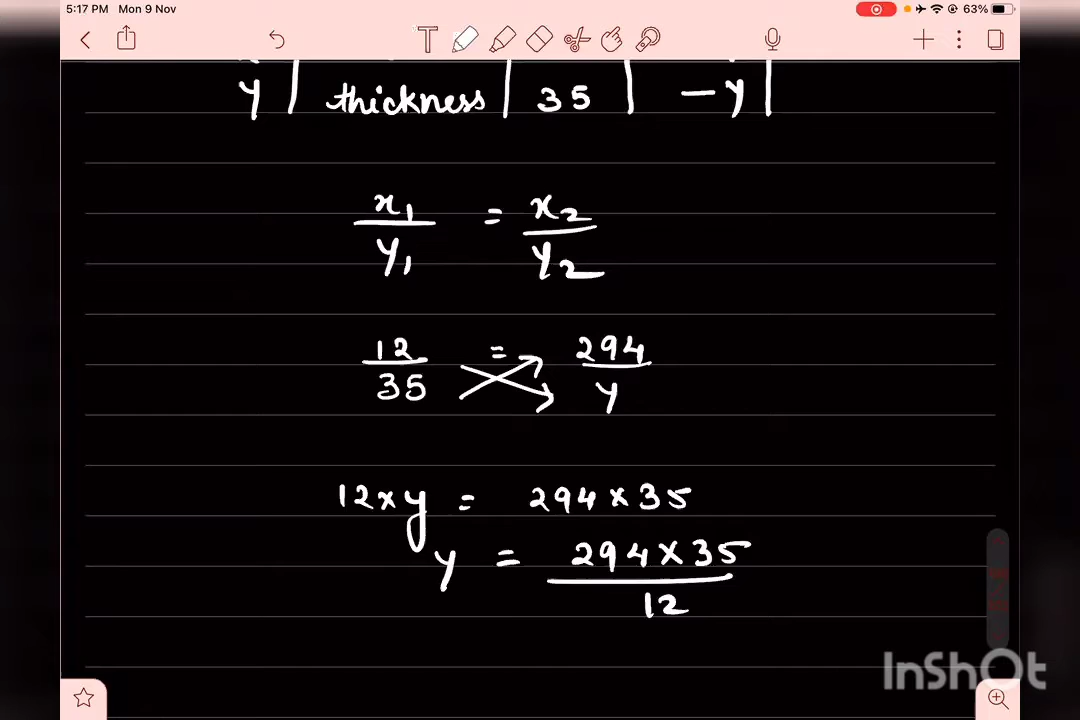 5:17 PM Mon 9 Nov 63%
T
y | thickness | 35 | - y |
x₁/y₁ = x₂/y₂
12/35 = 294/y
12 × y = 294 × 35
y = 294 × 35 / 12
InShOt